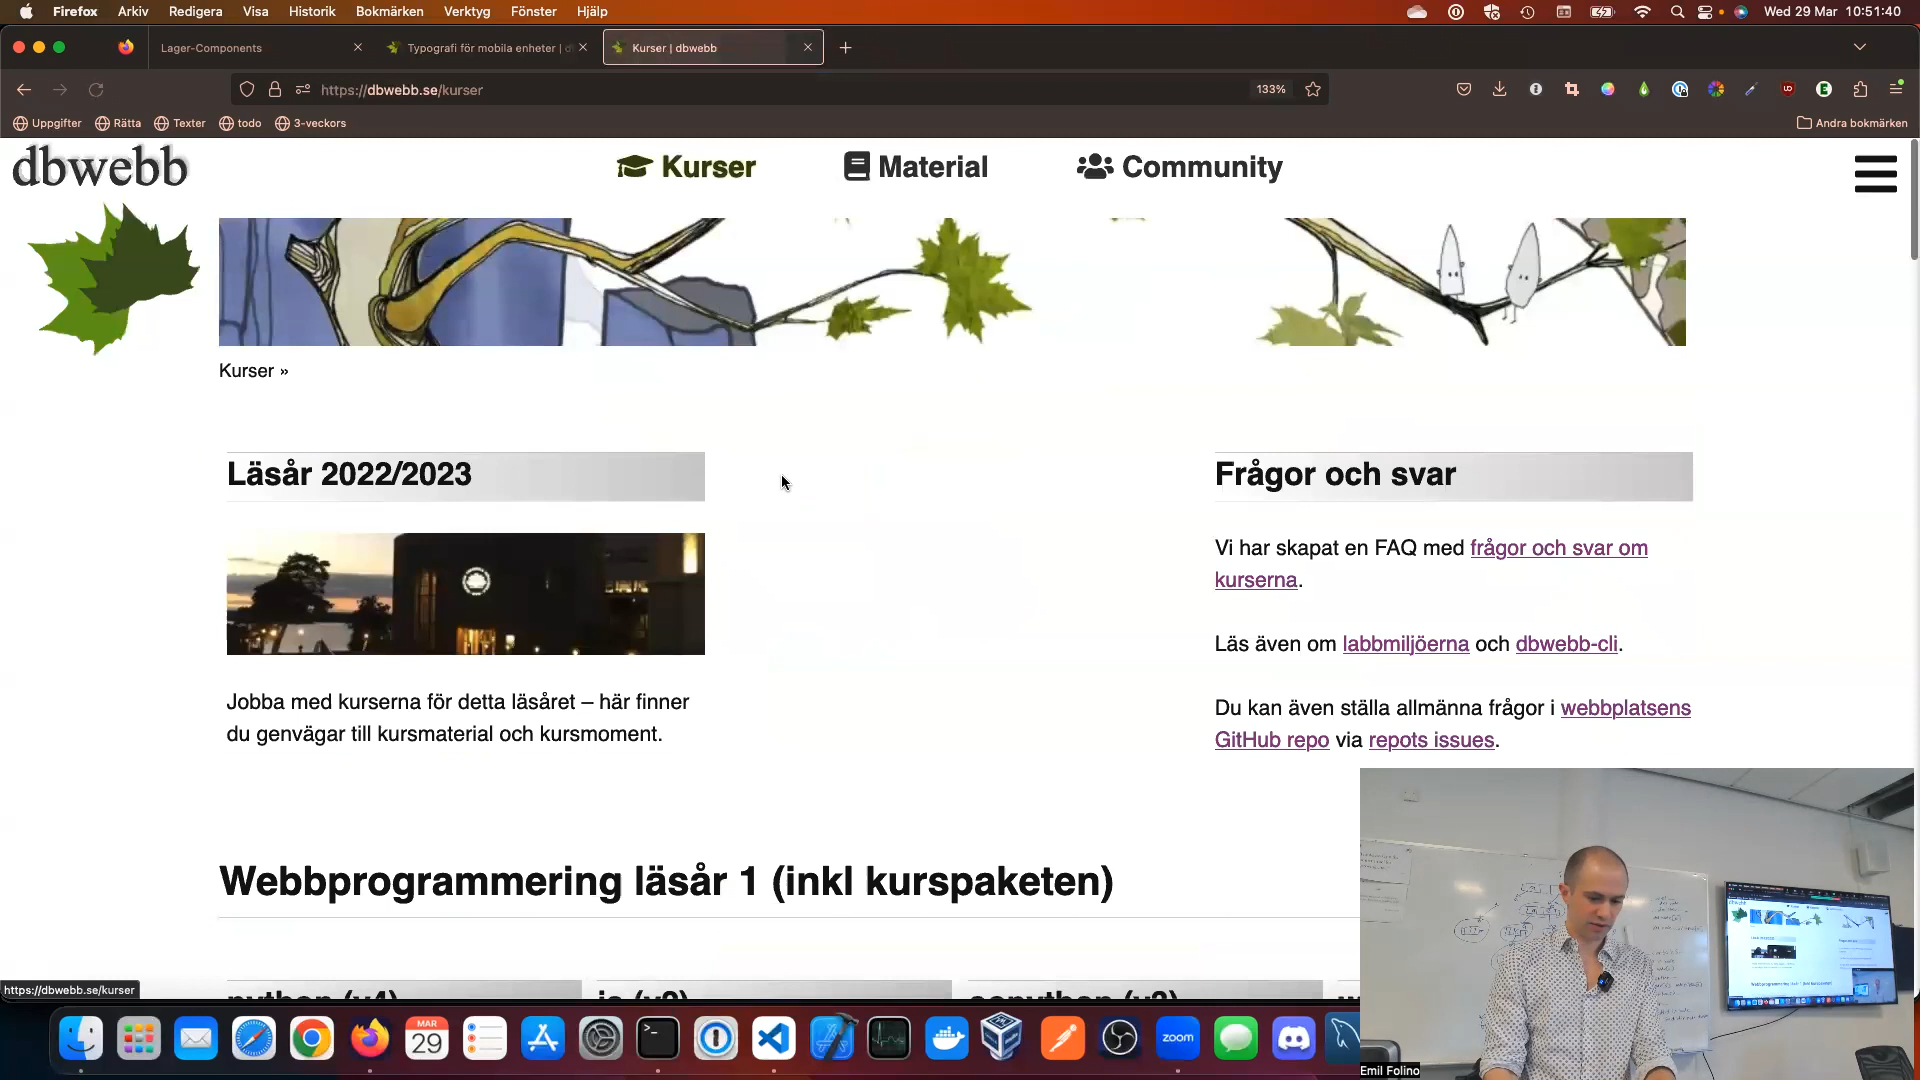 Firefox Arkiv Redigera Visa Historik Bokmärken Verktyg Fönster Hjälp Wed 29 Mar 10:51:40
Lager-Components Typografi för mobila enheter | Kurser | dbwebb
https://dbwebb.se/kurser 133%
Uppgifter Rätta Texter todo 3-veckors Andra bokmärken
dbwebb Kurser Material Community
Kurser »
Läsår 2022/2023
Jobba med kurserna för detta läsåret – här finner
du genvägar till kursmaterial och kursmoment.
Frågor och svar
Vi har skapat en FAQ med frågor och svar om
kurserna.
Läs även om labbmiljöerna och dbwebb-cli.
Du kan även ställa allmänna frågor i webbplatsens
GitHub repo via repots issues.
Webbprogrammering läsår 1 (inkl kurspaketen)
https://dbwebb.se/kurser
MAR
29
zoom
Emil Folino